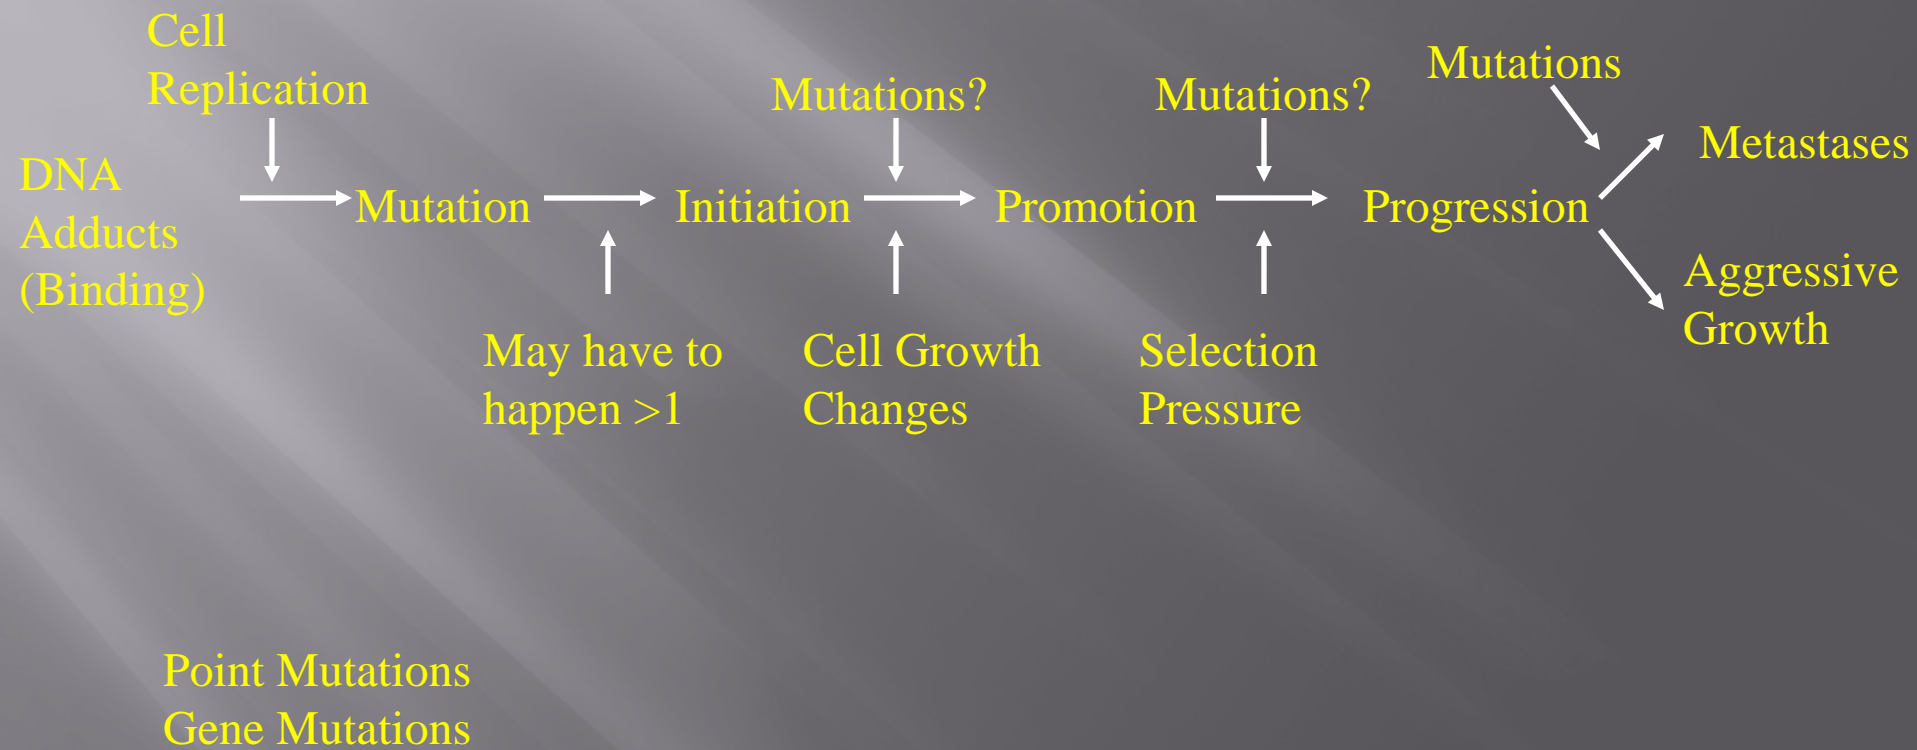 Cell
Replication
Mutations?
Mutations?
Mutations
Metastases
DNA
Adducts
(Binding)
Mutation
Initiation
Promotion
Progression
Aggressive
Growth
May have to
happen >1
Cell Growth
Changes
Selection
Pressure
Point Mutations
Gene Mutations